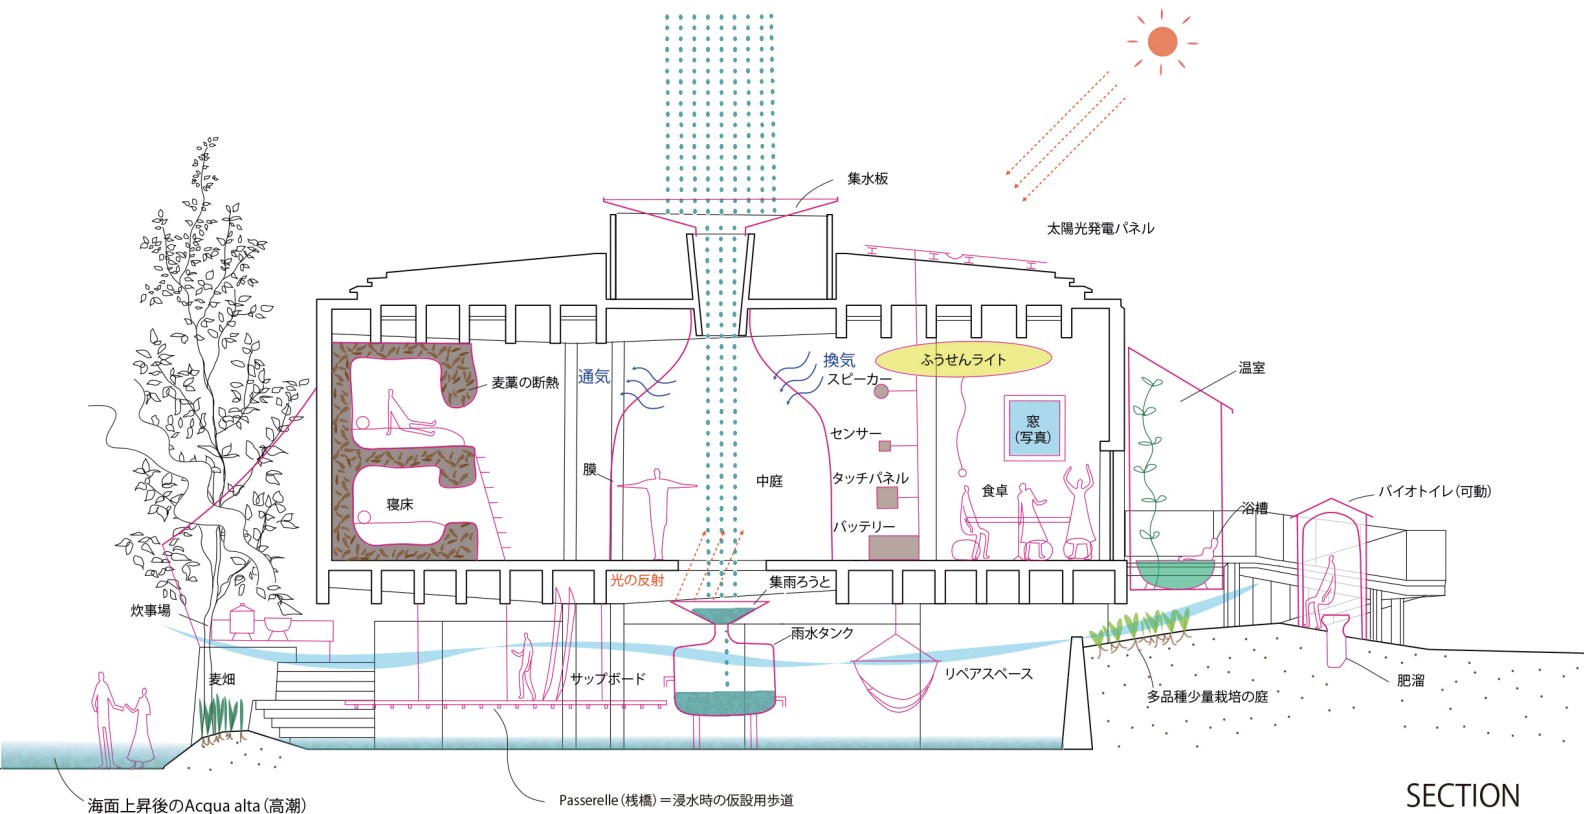 集水板
太陽光発電パネル
麦藁の断熱
通気
換気
ふうせんライト
スピーカー
温室
窓
（写真）
センサー
膜
中庭
タッチパネル
食卓
バイオトイレ（可動）
寝床
浴槽
バッテリー
光の反射
集雨ろうと
炊事場
雨水タンク
麦畑
サップボード
リペアスペース
肥溜
多品種少量栽培の庭
海面上昇後のAcqua alta（高潮）
Passerelle（桟橋）＝浸水時の仮設用歩道
SECTION